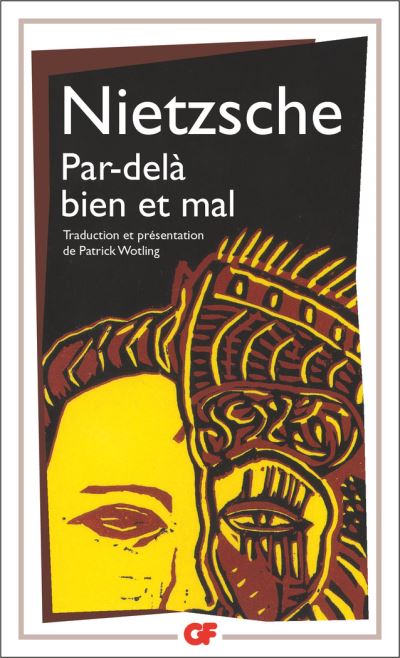 Nietzsche
Par-delà
bien et mal
Traduction et présentation
de Patrick Wotling
GF